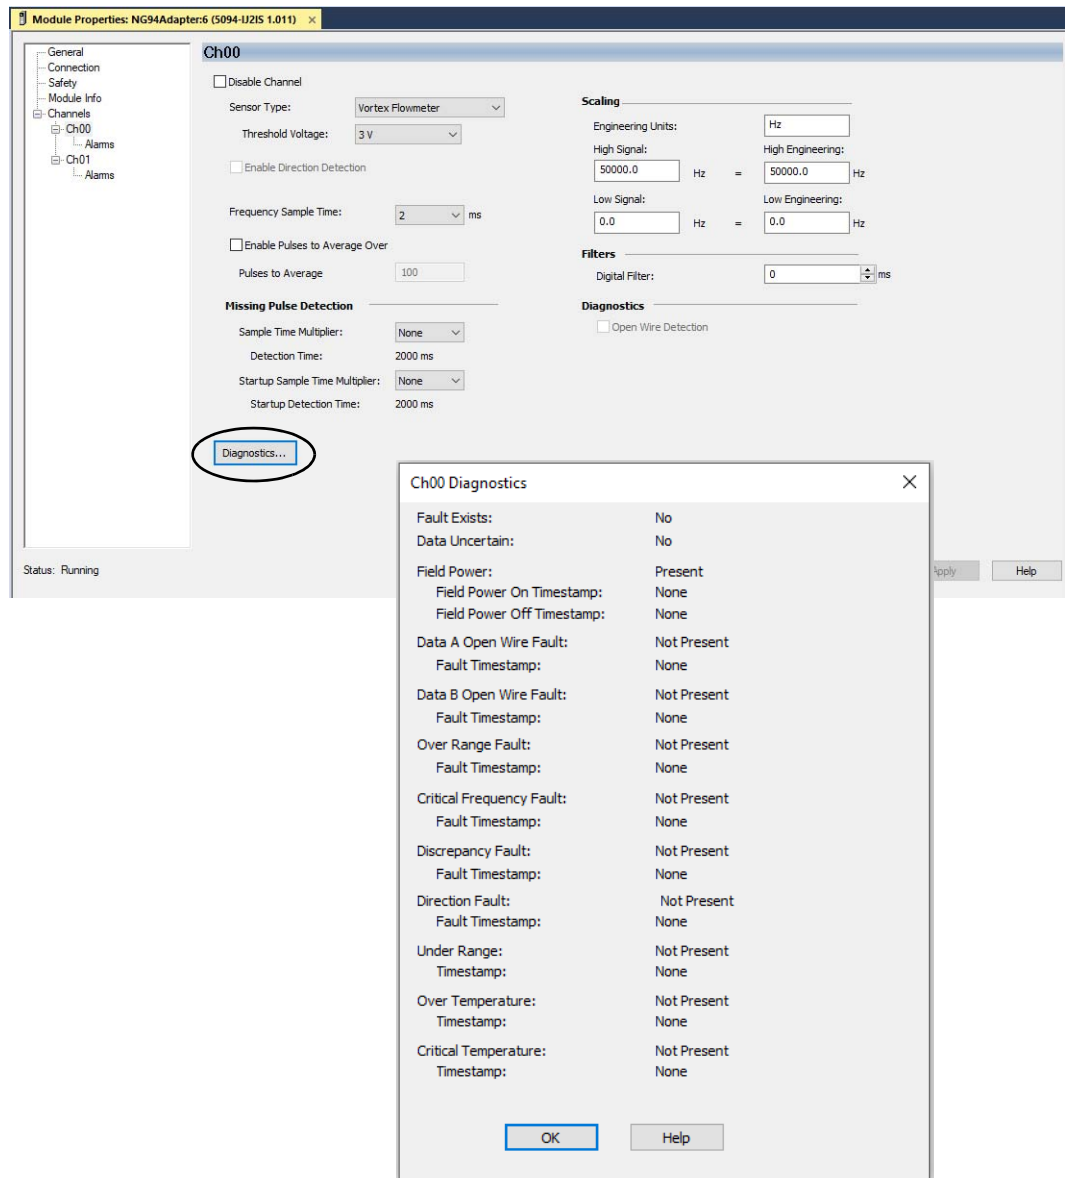 Module Properties: NG94Adapter:6 (5094-IJ2IS 1.011) ×
General
Connection
Safety
Module Info
Channels
Ch00
Alarms
Ch01
Alarms
Ch00
Disable Channel
Sensor Type: Vortex Flowmeter
Threshold Voltage: 3 V
Enable Direction Detection
Frequency Sample Time: 2 ms
Enable Pulses to Average Over
Pulses to Average 100
Missing Pulse Detection
Sample Time Multiplier: None
Detection Time: 2000 ms
Startup Sample Time Multiplier: None
Startup Detection Time: 2000 ms
Diagnostics...
Scaling
Engineering Units: Hz
High Signal: High Engineering:
50000.0 Hz = 50000.0 Hz
Low Signal: Low Engineering:
0.0 Hz = 0.0 Hz
Filters
Digital Filter: 0 ms
Diagnostics
Open Wire Detection
Status: Running
Apply Help
Ch00 Diagnostics
Fault Exists: No
Data Uncertain: No
Field Power: Present
Field Power On Timestamp: None
Field Power Off Timestamp: None
Data A Open Wire Fault: Not Present
Fault Timestamp: None
Data B Open Wire Fault: Not Present
Fault Timestamp: None
Over Range Fault: Not Present
Fault Timestamp: None
Critical Frequency Fault: Not Present
Fault Timestamp: None
Discrepancy Fault: Not Present
Fault Timestamp: None
Direction Fault: Not Present
Fault Timestamp: None
Under Range: Not Present
Timestamp: None
Over Temperature: Not Present
Timestamp: None
Critical Temperature: Not Present
Timestamp: None
OK Help